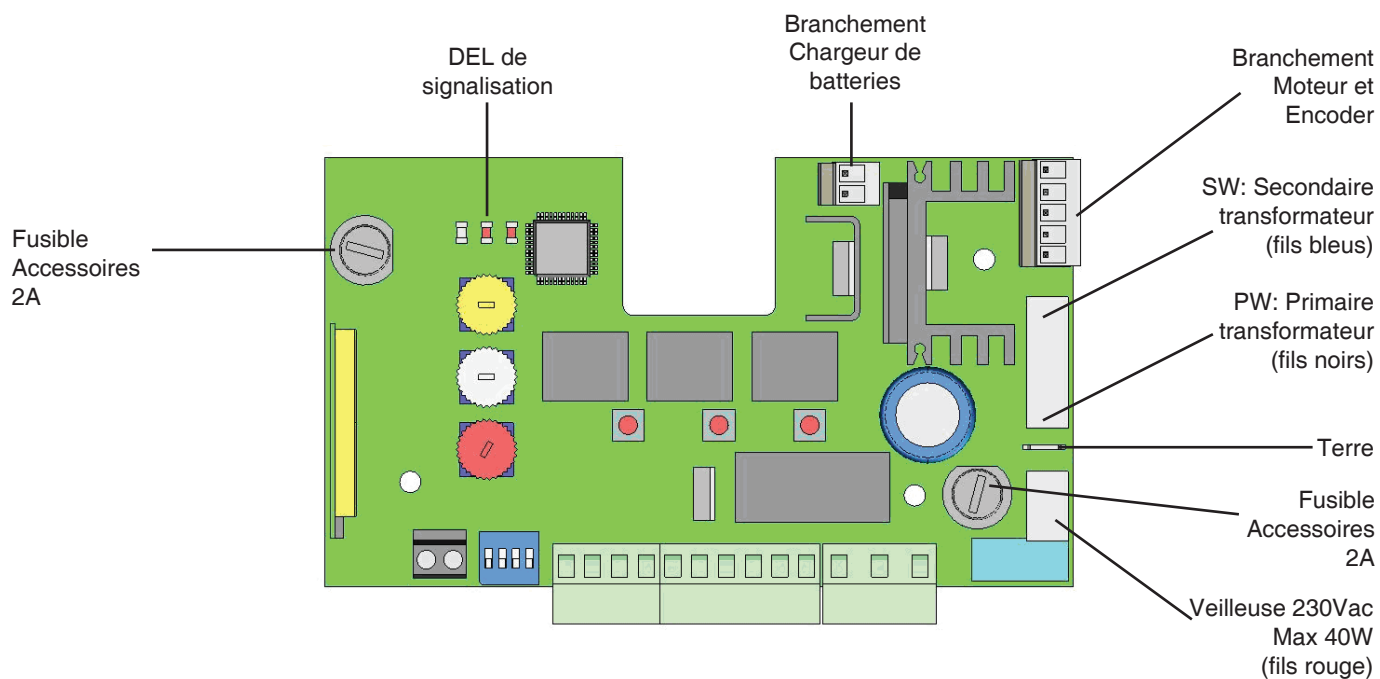 DEL de
signalisation
Branchement
Chargeur de
batteries
Branchement
Moteur et
Encoder
SW: Secondaire
transformateur
(fils bleus)
Fusible
Accessoires
2A
PW: Primaire
transformateur
(fils noirs)
Terre
Fusible
Accessoires
2A
Veilleuse 230Vac
Max 40W
(fils rouge)